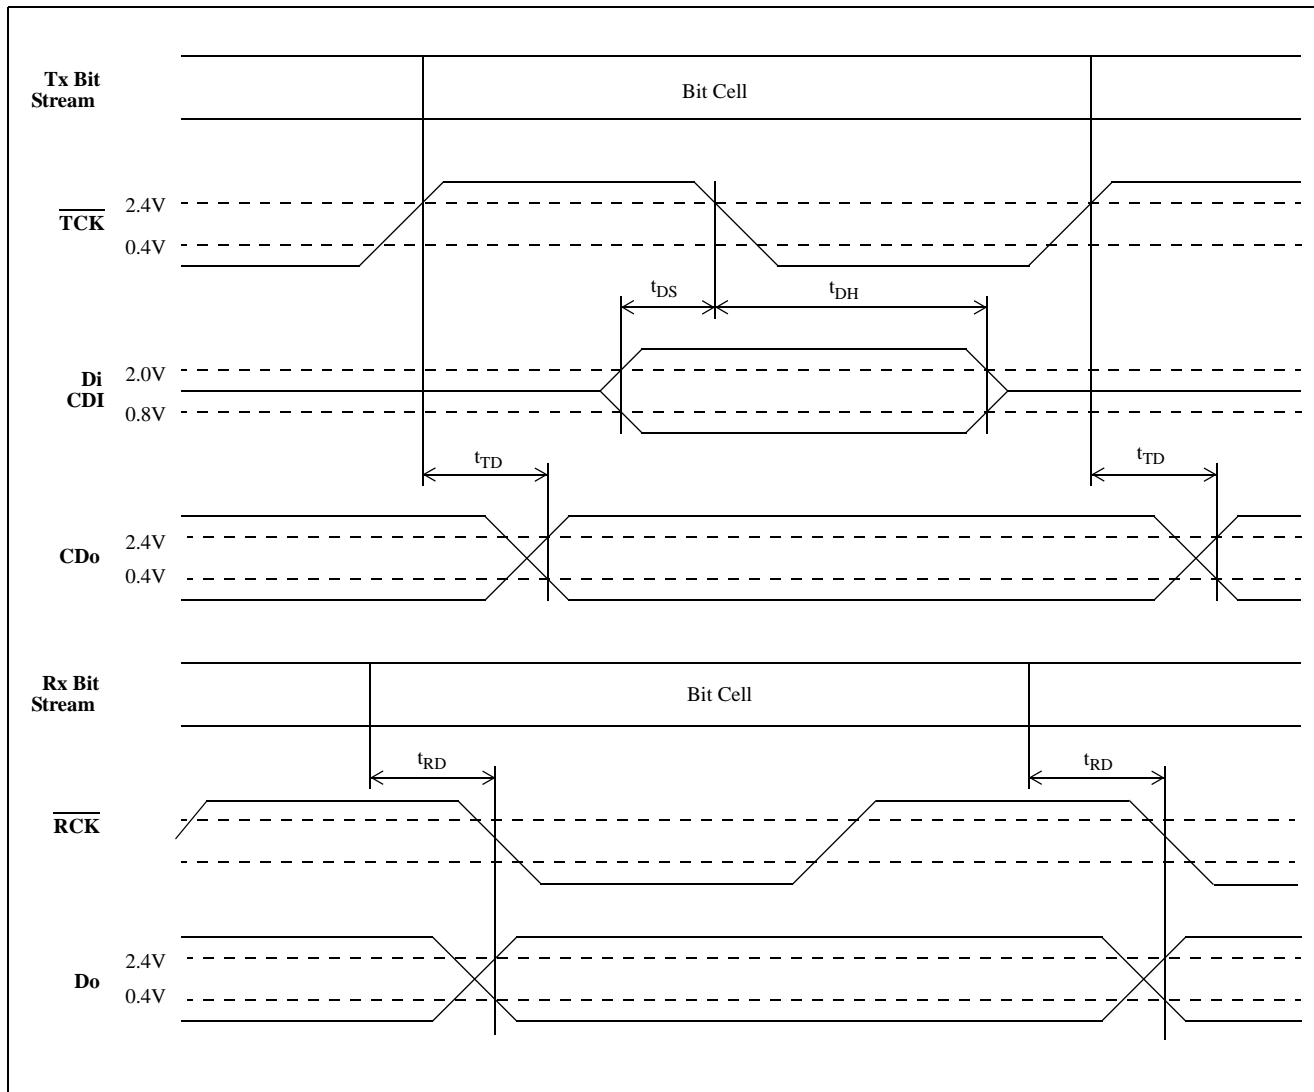 Tx Bit
Stream
Bit Cell
TCK
2.4V
0.4V
tDS
tDH
Di
CDI
2.0V
0.8V
tTD
tTD
CDo
2.4V
0.4V
Rx Bit
Stream
Bit Cell
tRD
tRD
RCK
Do
2.4V
0.4V